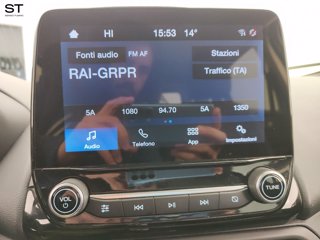 ST
HI 15:53 14°
Fonti audio FM AF Stazioni
RAI-GRPR Traffico (TA)
5A 1080 94.70 5A 1350
Audio Telefono App Impostazioni
VOL TUNE